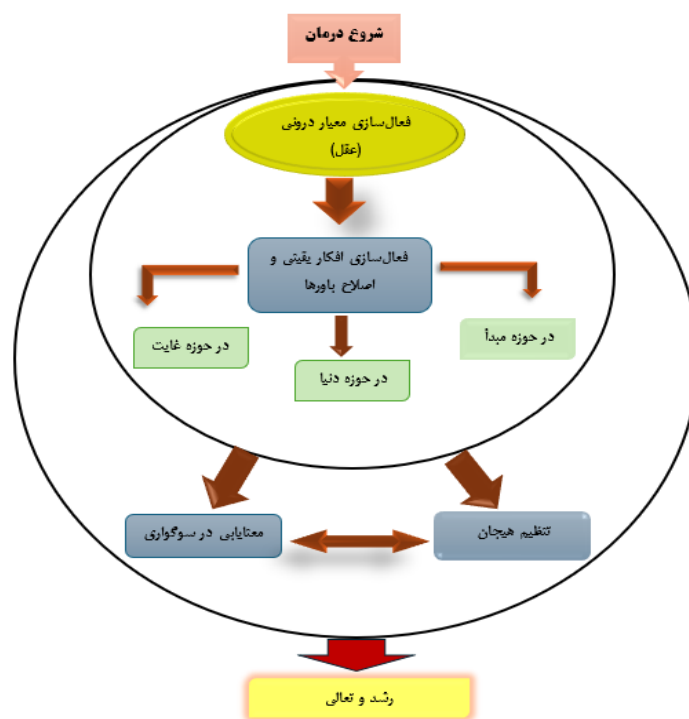 شروع درمان
فعال‌سازی معیار درونی
(عقل)
فعال‌سازی افکار یقینی و
اصلاح باورها
در حوزه مبدأ
در حوزه دنیا
در حوزه غایت
تنظیم هیجان
معنایابی در سوگواری
رشد و تعالی